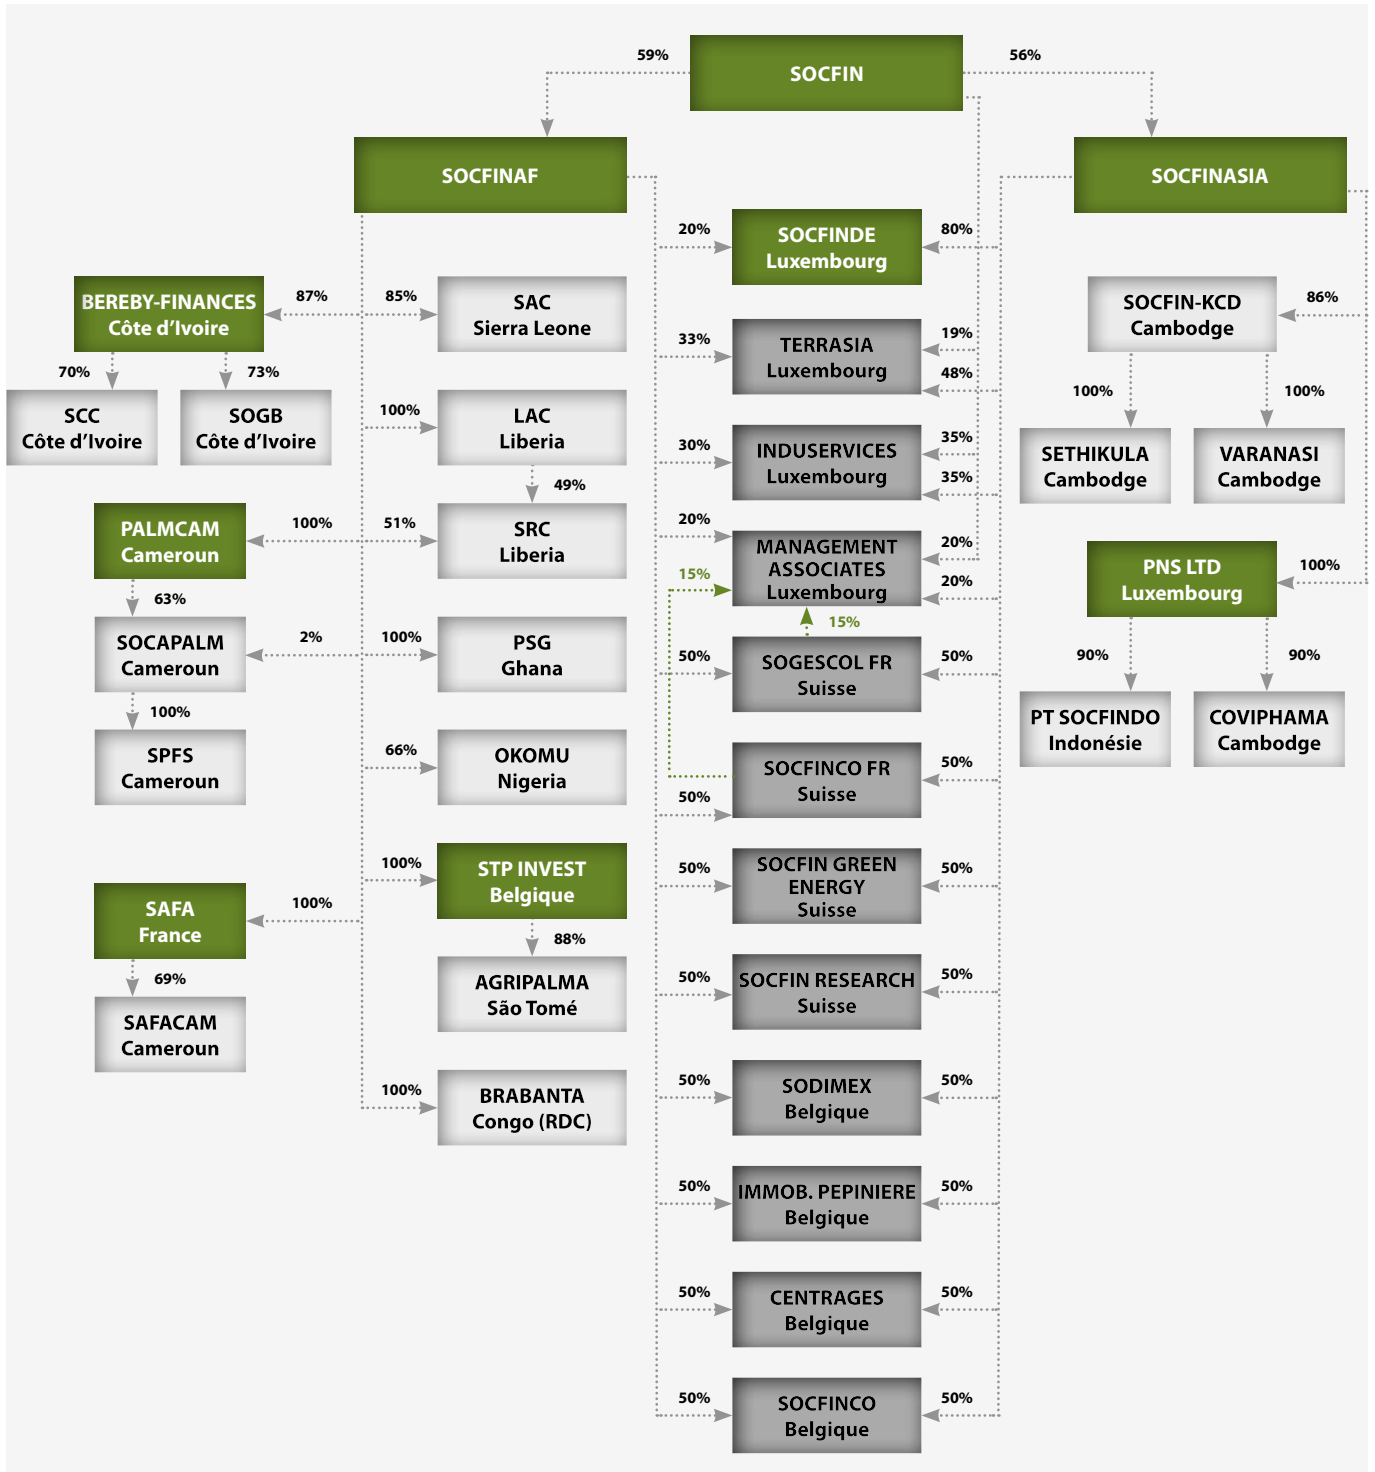 59%
SOCFIN
56%
SOCFINAF
SOCFINASIA
20%
SOCFINDE
Luxembourg
80%
BEREBY-FINANCES
Côte d'Ivoire
87%
85%
SAC
Sierra Leone
33%
TERRASIA
Luxembourg
19%
48%
SOCFIN-KCD
Cambodge
86%
70%
73%
SCC
Côte d'Ivoire
SOGB
Côte d'Ivoire
100%
LAC
Liberia
49%
30%
INDUSERVICES
Luxembourg
35%
35%
100%
100%
SETHIKULA
Cambodge
VARANASI
Cambodge
PALMCAM
Cameroun
100%
51%
SRC
Liberia
20%
15%
MANAGEMENT
ASSOCIATES
Luxembourg
20%
20%
15%
PNS LTD
Luxembourg
100%
63%
SOCAPALM
Cameroun
2%
100%
PSG
Ghana
50%
SOGESCOL FR
Suisse
50%
90%
90%
PT SOCFINDO
Indonésie
COVIPHAMA
Cambodge
100%
SPFS
Cameroun
66%
OKOMU
Nigeria
50%
SOCFINCO FR
Suisse
50%
100%
STP INVEST
Belgique
88%
50%
SOCFIN GREEN
ENERGY
Suisse
50%
SAFA
France
100%
69%
SAFACAM
Cameroun
AGRIPALMA
São Tomé
50%
SOCFIN RESEARCH
Suisse
50%
100%
BRABANTA
Congo (RDC)
50%
SODIMEX
Belgique
50%
50%
IMMOB. PEPINIERE
Belgique
50%
50%
CENTRAGES
Belgique
50%
50%
SOCFINCO
Belgique
50%